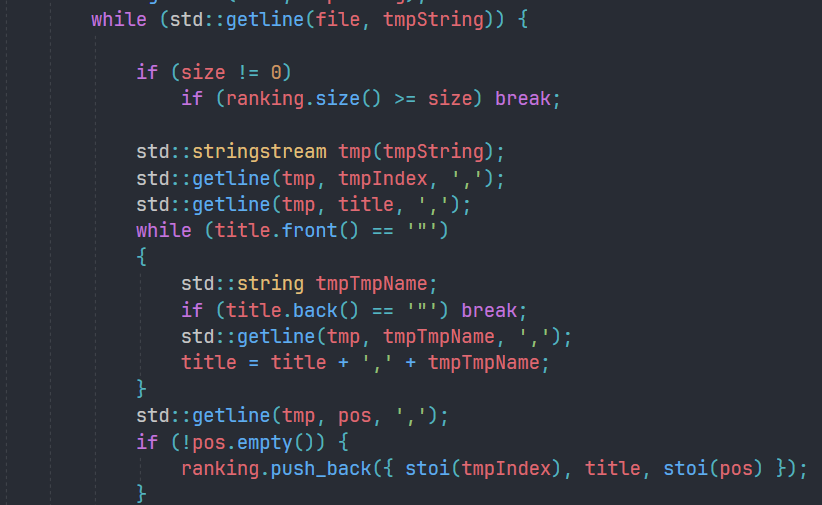 while (std::getline(file, tmpString)) {
if (size != 0)
if (ranking.size() >= size) break;
std::stringstream tmp(tmpString);
std::getline(tmp, tmpIndex, ',');
std::getline(tmp, title, ',');
while (title.front() == '"')
{
std::string tmpTmpName;
if (title.back() == '"') break;
std::getline(tmp, tmpTmpName, ',');
title = title + ',' + tmpTmpName;
}
std::getline(tmp, pos, ',');
if (!pos.empty()) {
ranking.push_back({ stoi(tmpIndex), title, stoi(pos) });
}